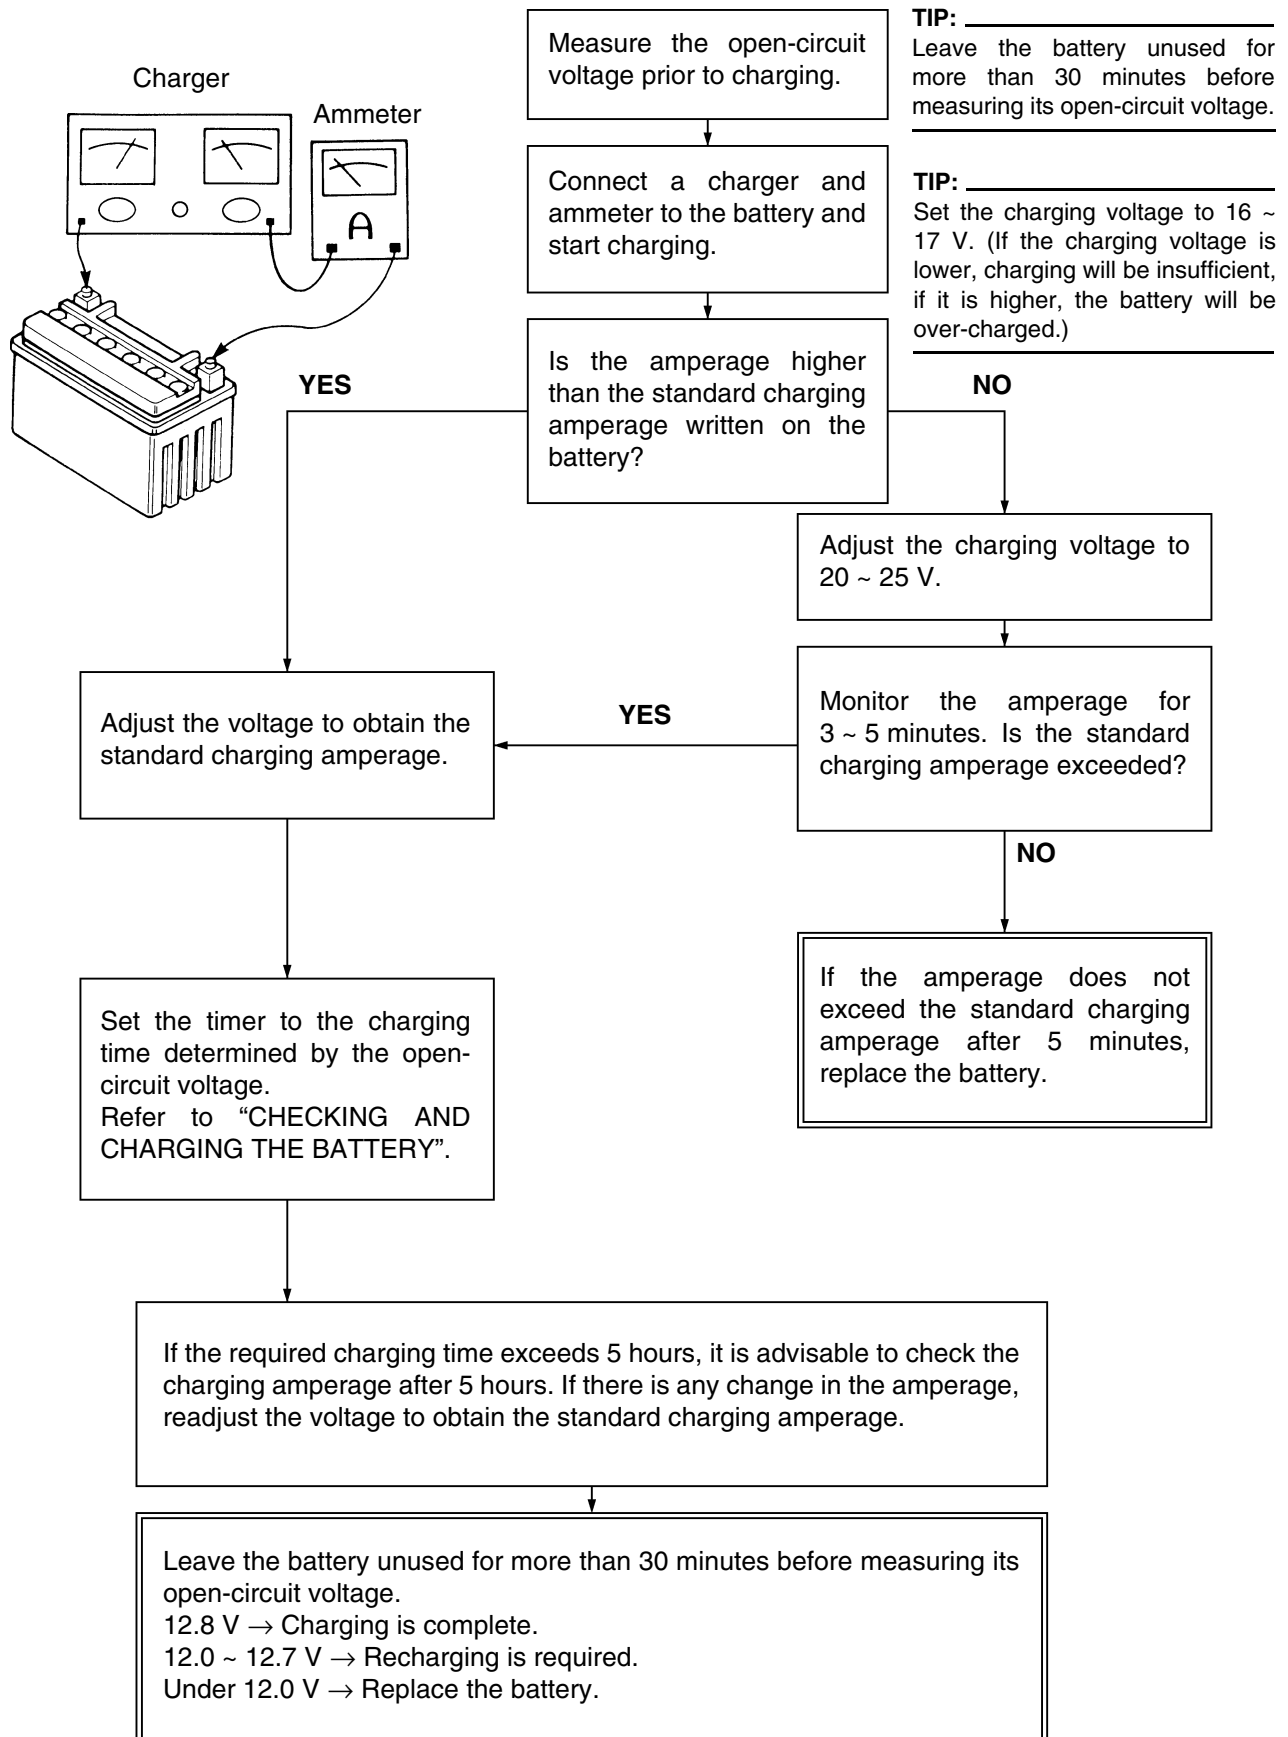 Charger
Ammeter
A
Measure the open-circuit
voltage prior to charging.
TIP:
Leave the battery unused for
more than 30 minutes before
measuring its open-circuit voltage.
Connect a charger and
ammeter to the battery and
start charging.
TIP:
Set the charging voltage to 16 ~
17 V. (If the charging voltage is
lower, charging will be insufficient,
if it is higher, the battery will be
over-charged.)
Is the amperage higher
than the standard charging
amperage written on the
battery?
YES
NO
Adjust the charging voltage to
20 ~ 25 V.
Monitor the amperage for
3 ~ 5 minutes. Is the standard
charging amperage exceeded?
YES
Adjust the voltage to obtain the
standard charging amperage.
NO
If the amperage does not
exceed the standard charging
amperage after 5 minutes,
replace the battery.
Set the timer to the charging
time determined by the open-
circuit voltage.
Refer to “CHECKING AND
CHARGING THE BATTERY”.
If the required charging time exceeds 5 hours, it is advisable to check the
charging amperage after 5 hours. If there is any change in the amperage,
readjust the voltage to obtain the standard charging amperage.
Leave the battery unused for more than 30 minutes before measuring its
open-circuit voltage.
12.8 V → Charging is complete.
12.0 ~ 12.7 V → Recharging is required.
Under 12.0 V → Replace the battery.